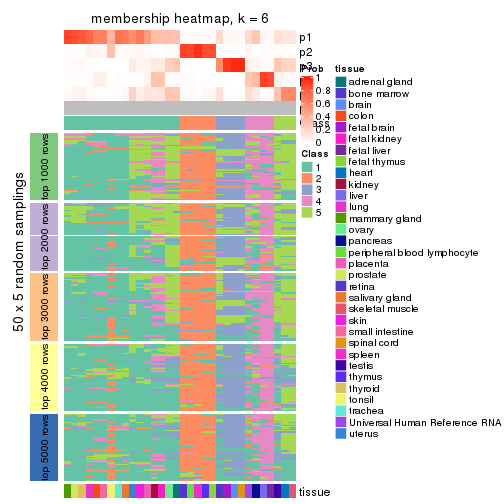 membership heatmap, k = 6
p1
p2
p3
Prob
1
0.8
0.6
0.4
0.2
0
Class
1
2
3
4
5
50 x 5 random samplings
top 1000 rows
top 2000 rows
top 3000 rows
top 4000 rows
top 5000 rows
tissue
tissue
adrenal gland
bone marrow
brain
colon
fetal brain
fetal kidney
fetal liver
fetal thymus
heart
kidney
liver
lung
mammary gland
ovary
pancreas
peripheral blood lymphocyte
placenta
prostate
retina
salivary gland
skeletal muscle
skin
small intestine
spinal cord
spleen
testis
thymus
thyroid
tonsil
trachea
Universal Human Reference RNA
uterus